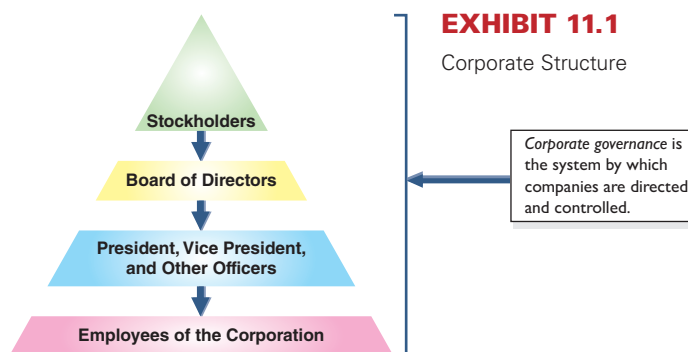 EXHIBIT 11.1
Corporate Structure
Stockholders
Board of Directors
President, Vice President,
and Other Officers
Employees of the Corporation
Corporate governance is
the system by which
companies are directed
and controlled.